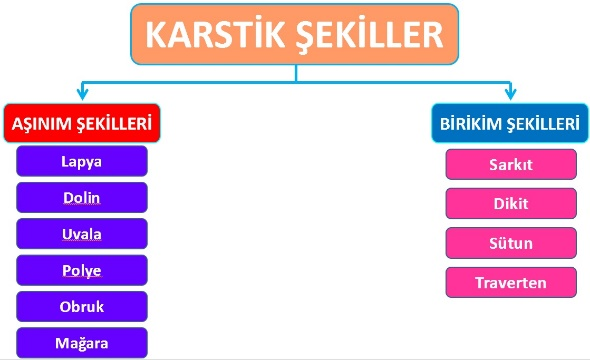 KARSTİK ŞEKİLLER
AŞINIM ŞEKİLLERİ
Lapya
Dolin
Uvala
Polye
Obruk
Mağara
BİRİKİM ŞEKİLLERİ
Sarkıt
Dikit
Sütun
Traverten